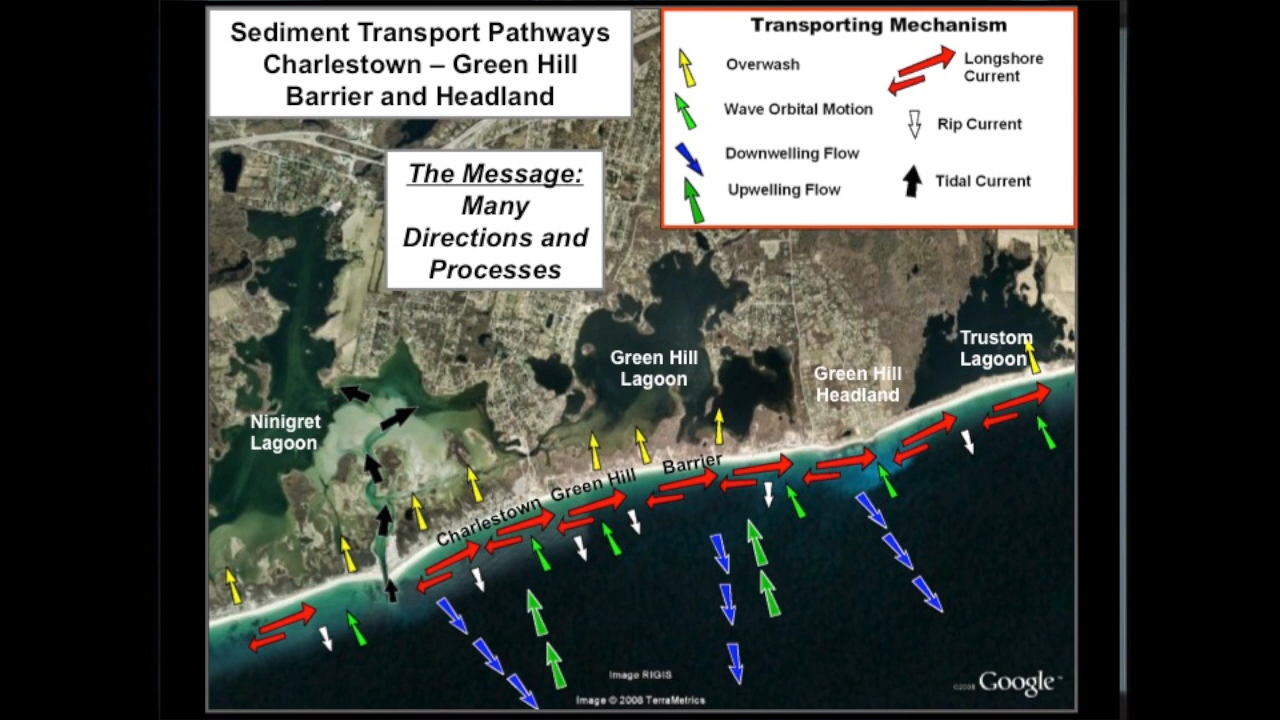 Sediment Transport Pathways
Charlestown – Green Hill
Barrier and Headland
Transporting Mechanism
Overwash
Wave Orbital Motion
Downwelling Flow
Upwelling Flow
Longshore
Current
Rip Current
Tidal Current
The Message:
Many
Directions and
Processes
Trustom
Lagoon
Green Hill
Lagoon
Green Hill
Headland
Ninigret
Lagoon
Charlestown Green Hill Barrier
Image RIGIS
Image © 2008 TerraMetrics
©2008 Google™